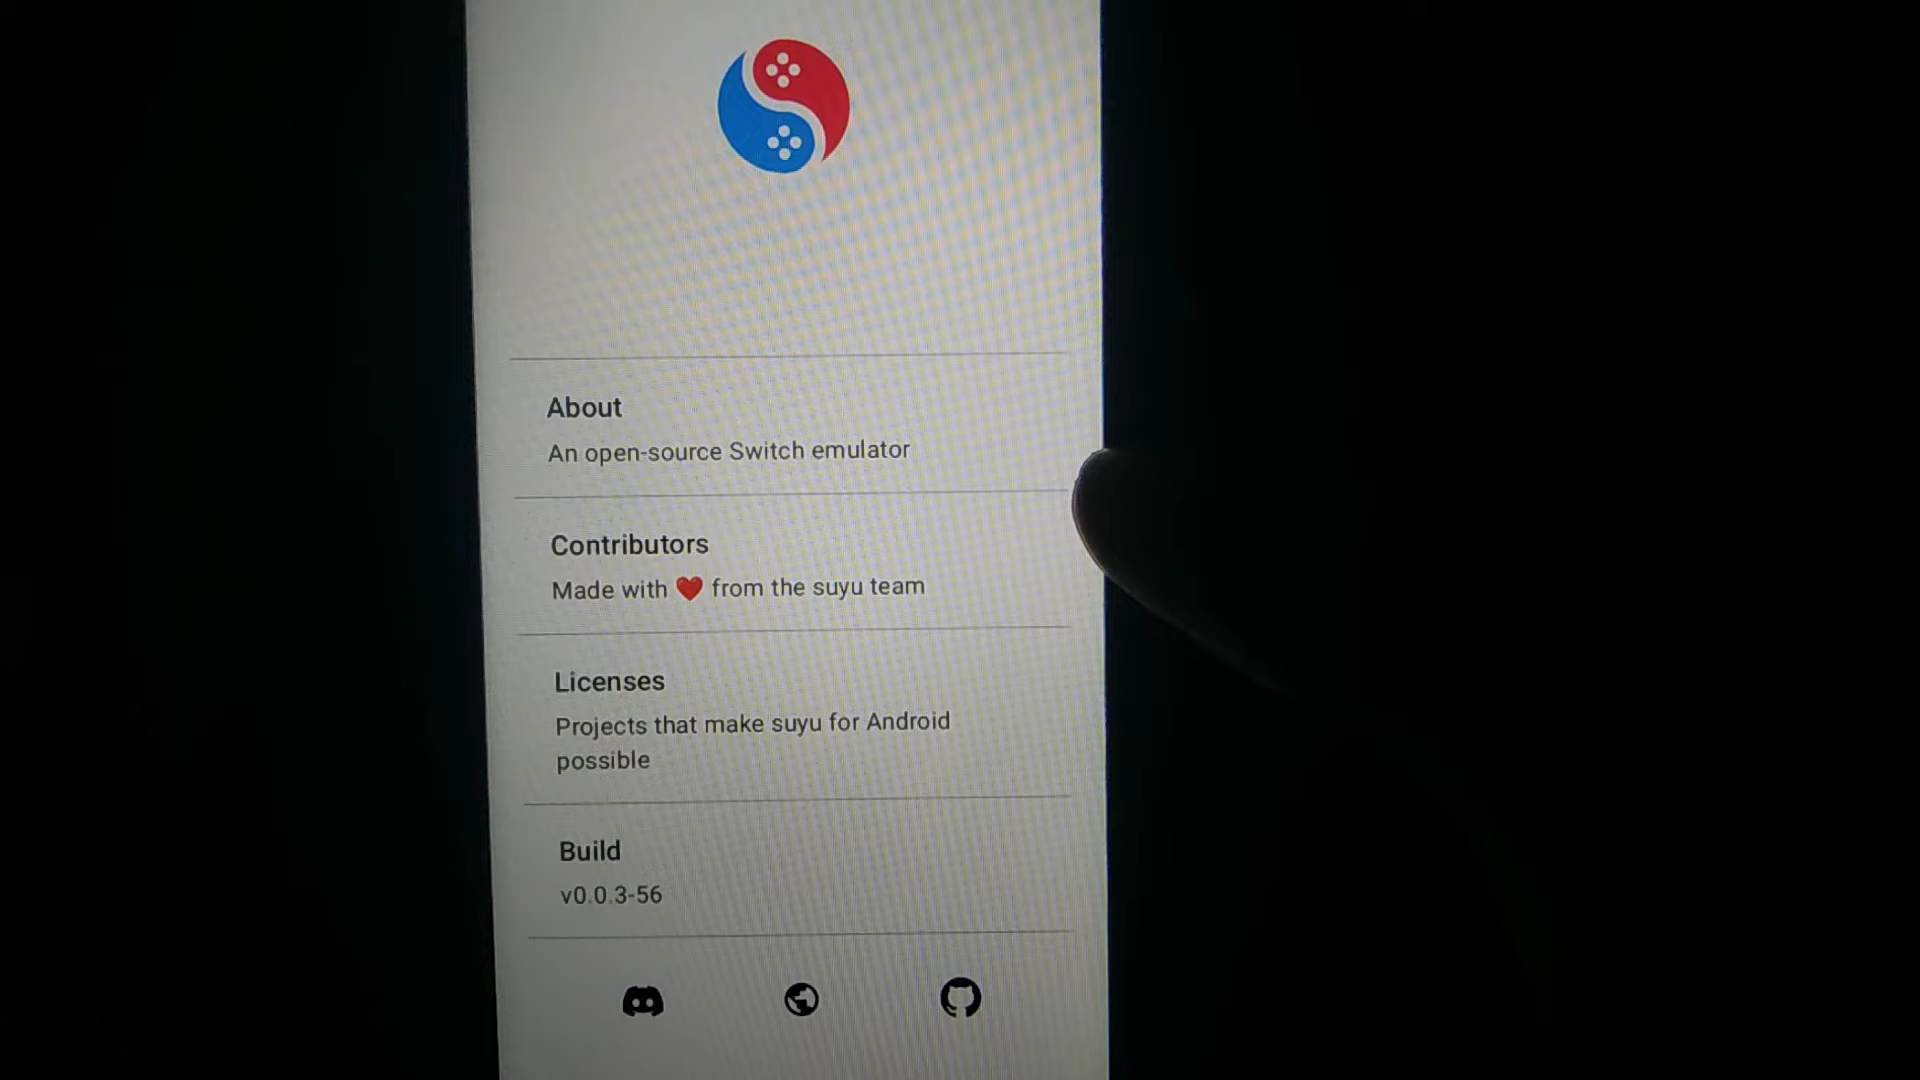 About
An open-source Switch emulator
Contributors
Made with ❤️ from the suyu team
Licenses
Projects that make suyu for Android
possible
Build
v0.0.3-56